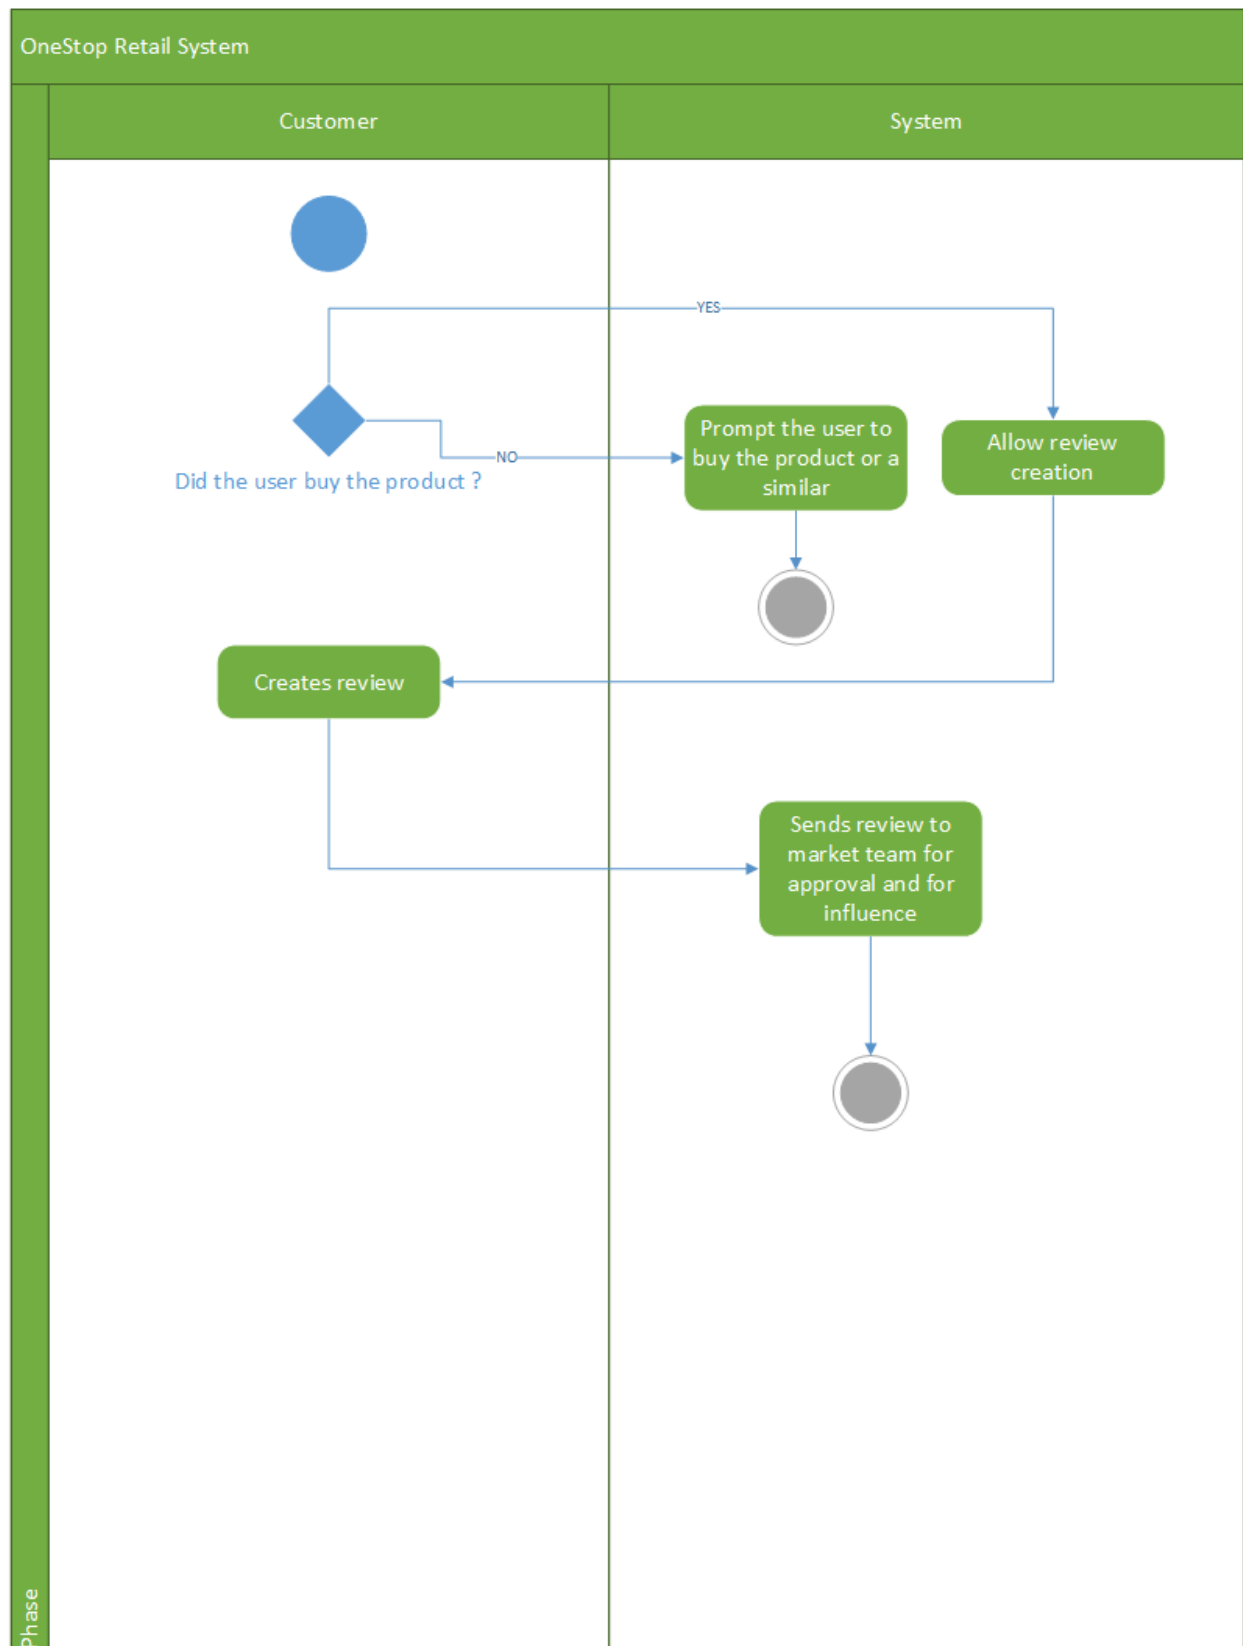 OneStop Retail System
Customer
System
YES
Prompt the user to
buy the product or a
similar
Allow review
creation
NO
Did the user buy the product ?
Creates review
Sends review to
market team for
approval and for
influence
Phase